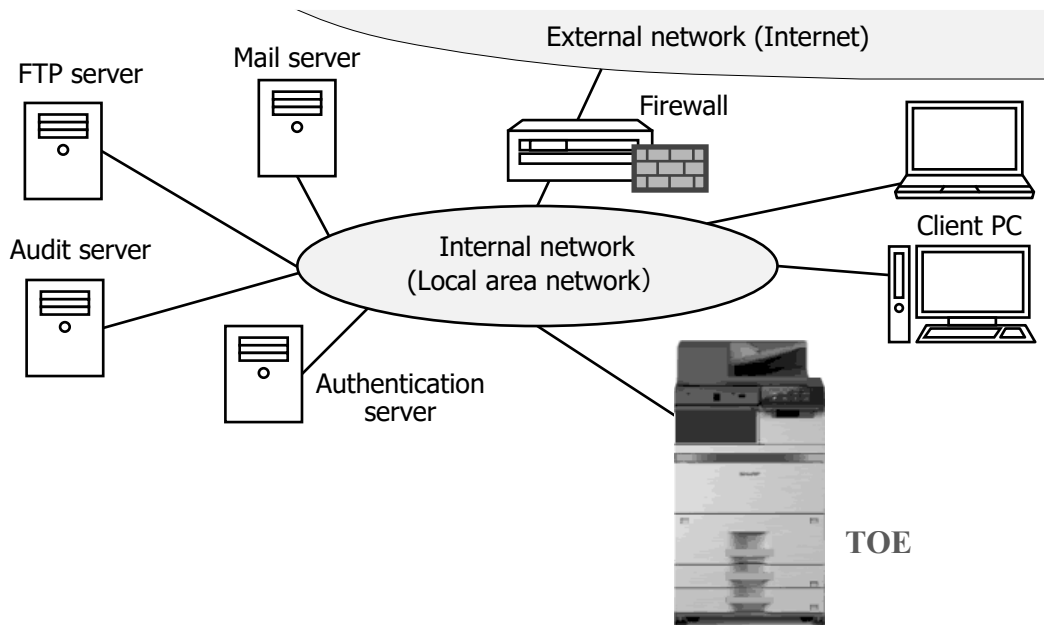 External network (Internet)
Mail server
FTP server
Firewall
Client PC
Internal network
(Local area network）
Audit server
Authentication
server
SHARP
TOE